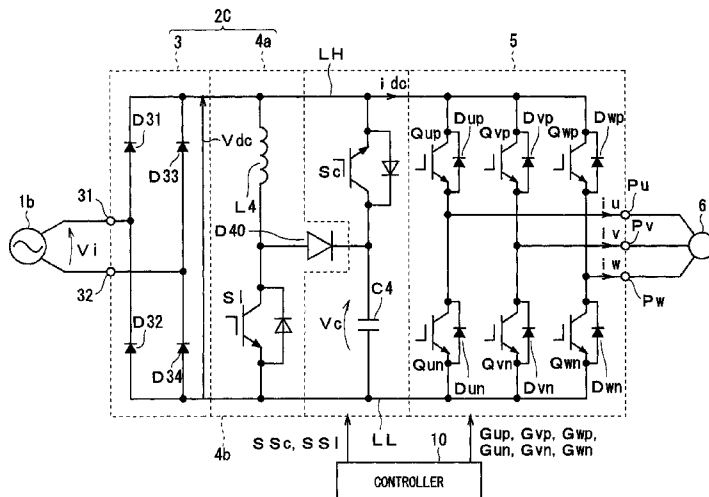 2C
3
4a
LH
5
idc
D31
D33
Vdc
L4
Sc
Qup
Dup
Qvp
Dvp
Qwp
Dwp
1b
31
Vi
32
D40
iu
Pu
6
iv
Pv
iw
Pw
D32
D34
Sl
Vc
C4
Qun
Dun
Qvn
Dvn
Qwn
Dwn
4b
SSc, SSl
LL
10
Gup, Gvp, Gwp,
Gun, Gvn, Gwn
CONTROLLER